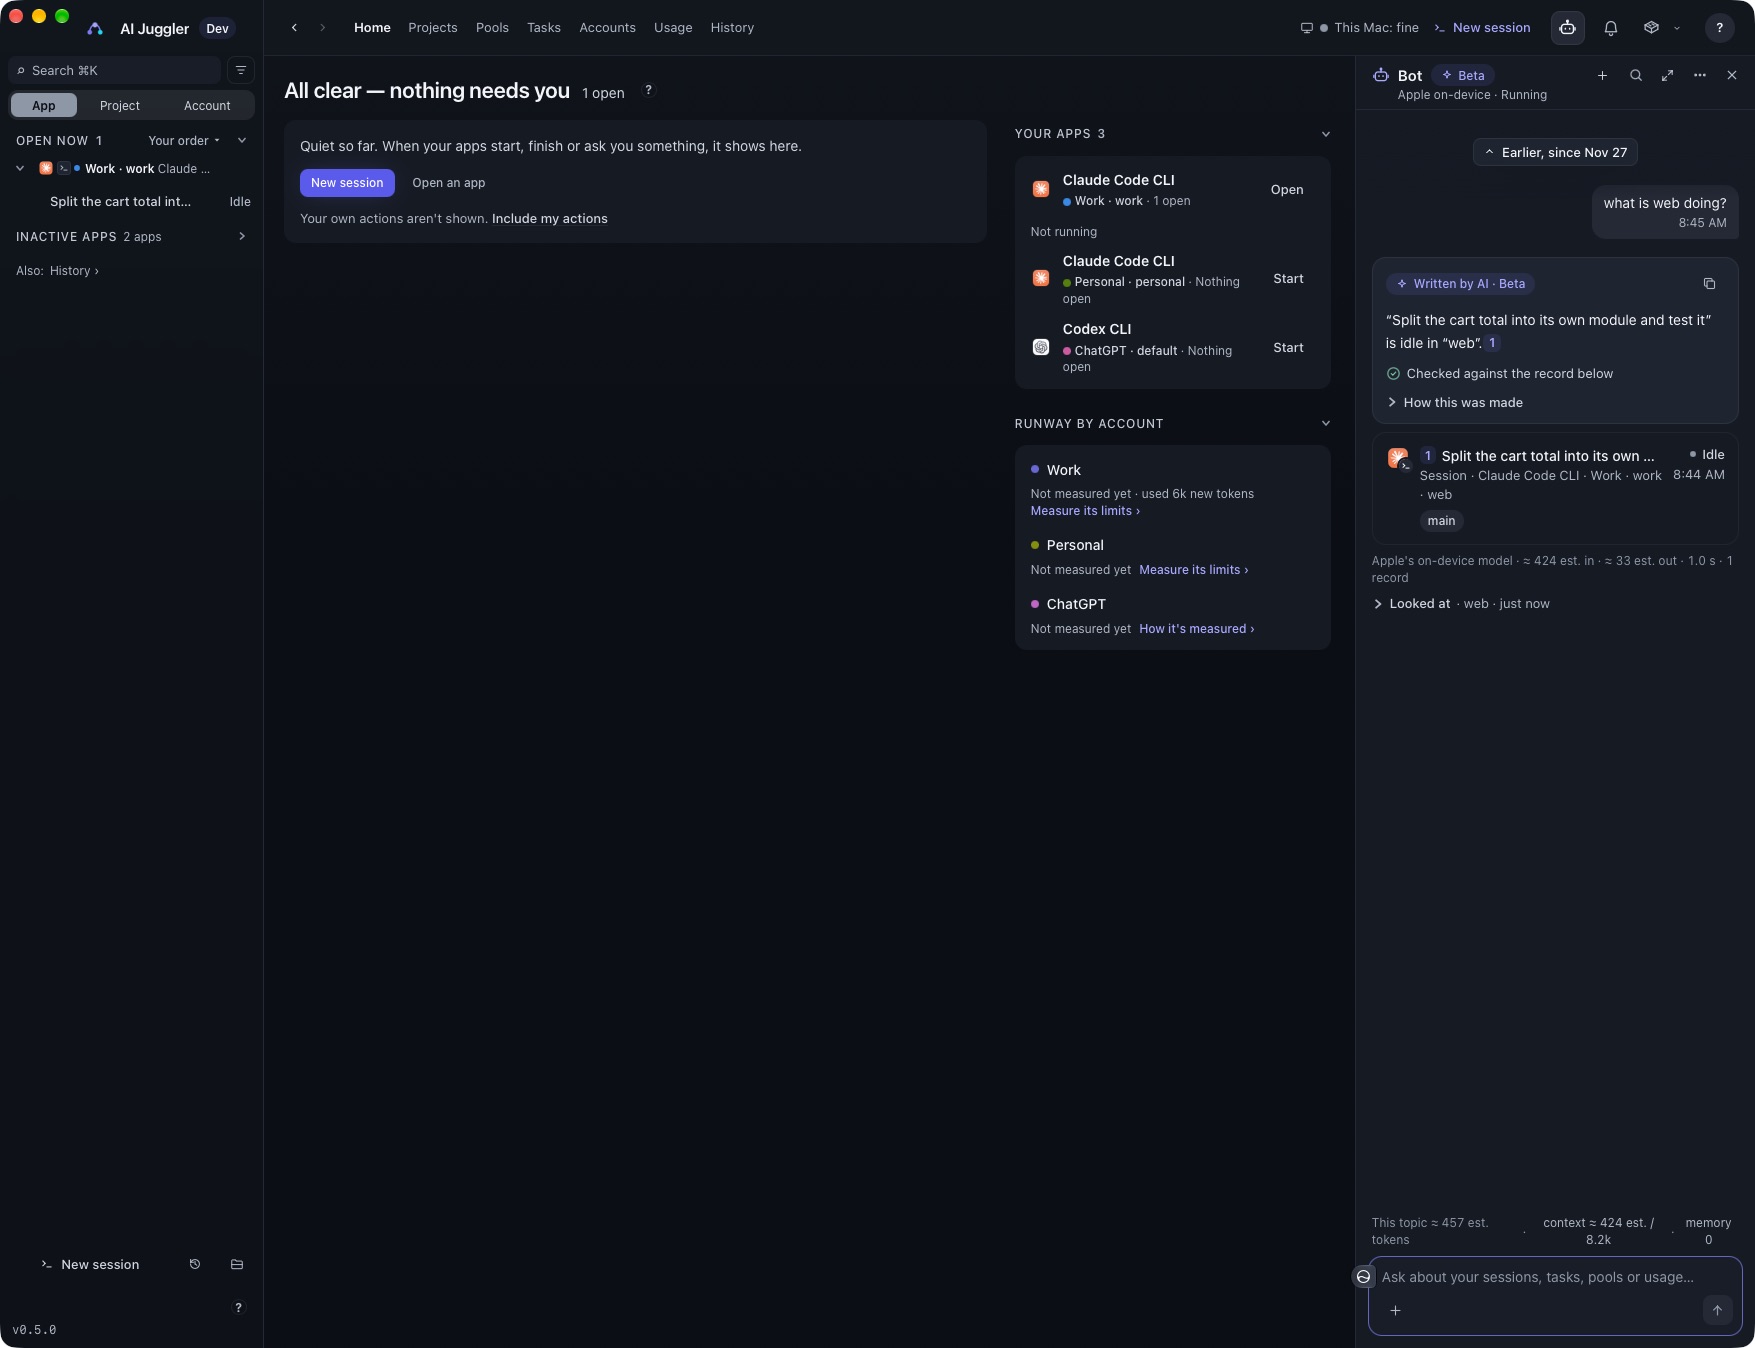 AI Juggler Dev
Search ⌘K
App Project Account
OPEN NOW 1 Your order
Work · work Claude ...
Split the cart total int... Idle
INACTIVE APPS 2 apps
Also: History ›
New session
?
v0.5.0
Home Projects Pools Tasks Accounts Usage History
This Mac: fine New session ?
All clear — nothing needs you 1 open ?
Quiet so far. When your apps start, finish or ask you something, it shows here.
New session Open an app
Your own actions aren't shown. Include my actions
YOUR APPS 3
Claude Code CLI
Work · work · 1 open
Open
Not running
Claude Code CLI
Personal · personal · Nothing
open
Start
Codex CLI
ChatGPT · default · Nothing
open
Start
RUNWAY BY ACCOUNT
Work
Not measured yet · used 6k new tokens
Measure its limits ›
Personal
Not measured yet Measure its limits ›
ChatGPT
Not measured yet How it's measured ›
Bot Beta
Apple on-device · Running
Earlier, since Nov 27
what is web doing?
8:45 AM
Written by AI · Beta
“Split the cart total into its own module and test it”
is idle in “web”. 1
Checked against the record below
How this was made
1 Split the cart total into its own ... Idle
Session · Claude Code CLI · Work · work 8:44 AM
· web
main
Apple's on-device model · ≈ 424 est. in · ≈ 33 est. out · 1.0 s · 1
record
Looked at · web · just now
This topic ≈ 457 est.
tokens
· context ≈ 424 est. /
8.2k
· memory
0
Ask about your sessions, tasks, pools or usage...